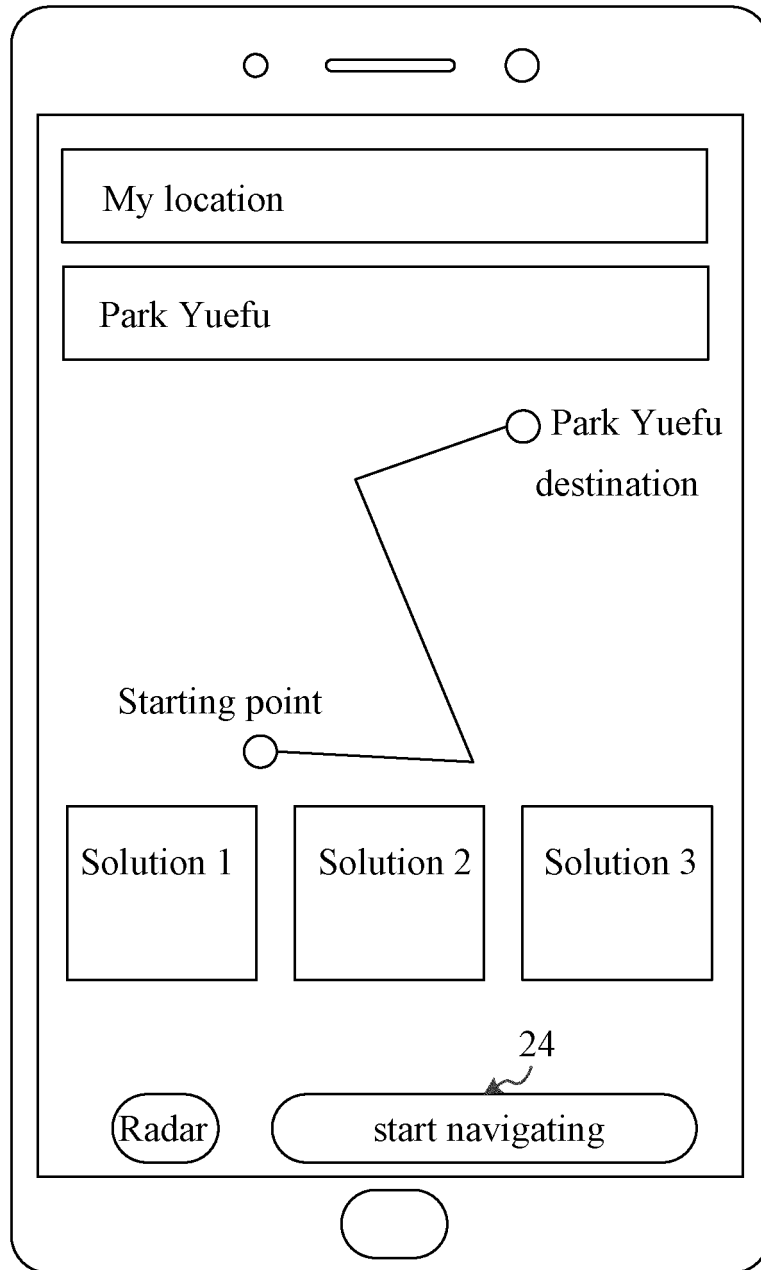 My location
Park Yuefu
Park Yuefu
destination
Starting point
Solution 1
Solution 2
Solution 3
24
Radar
start navigating